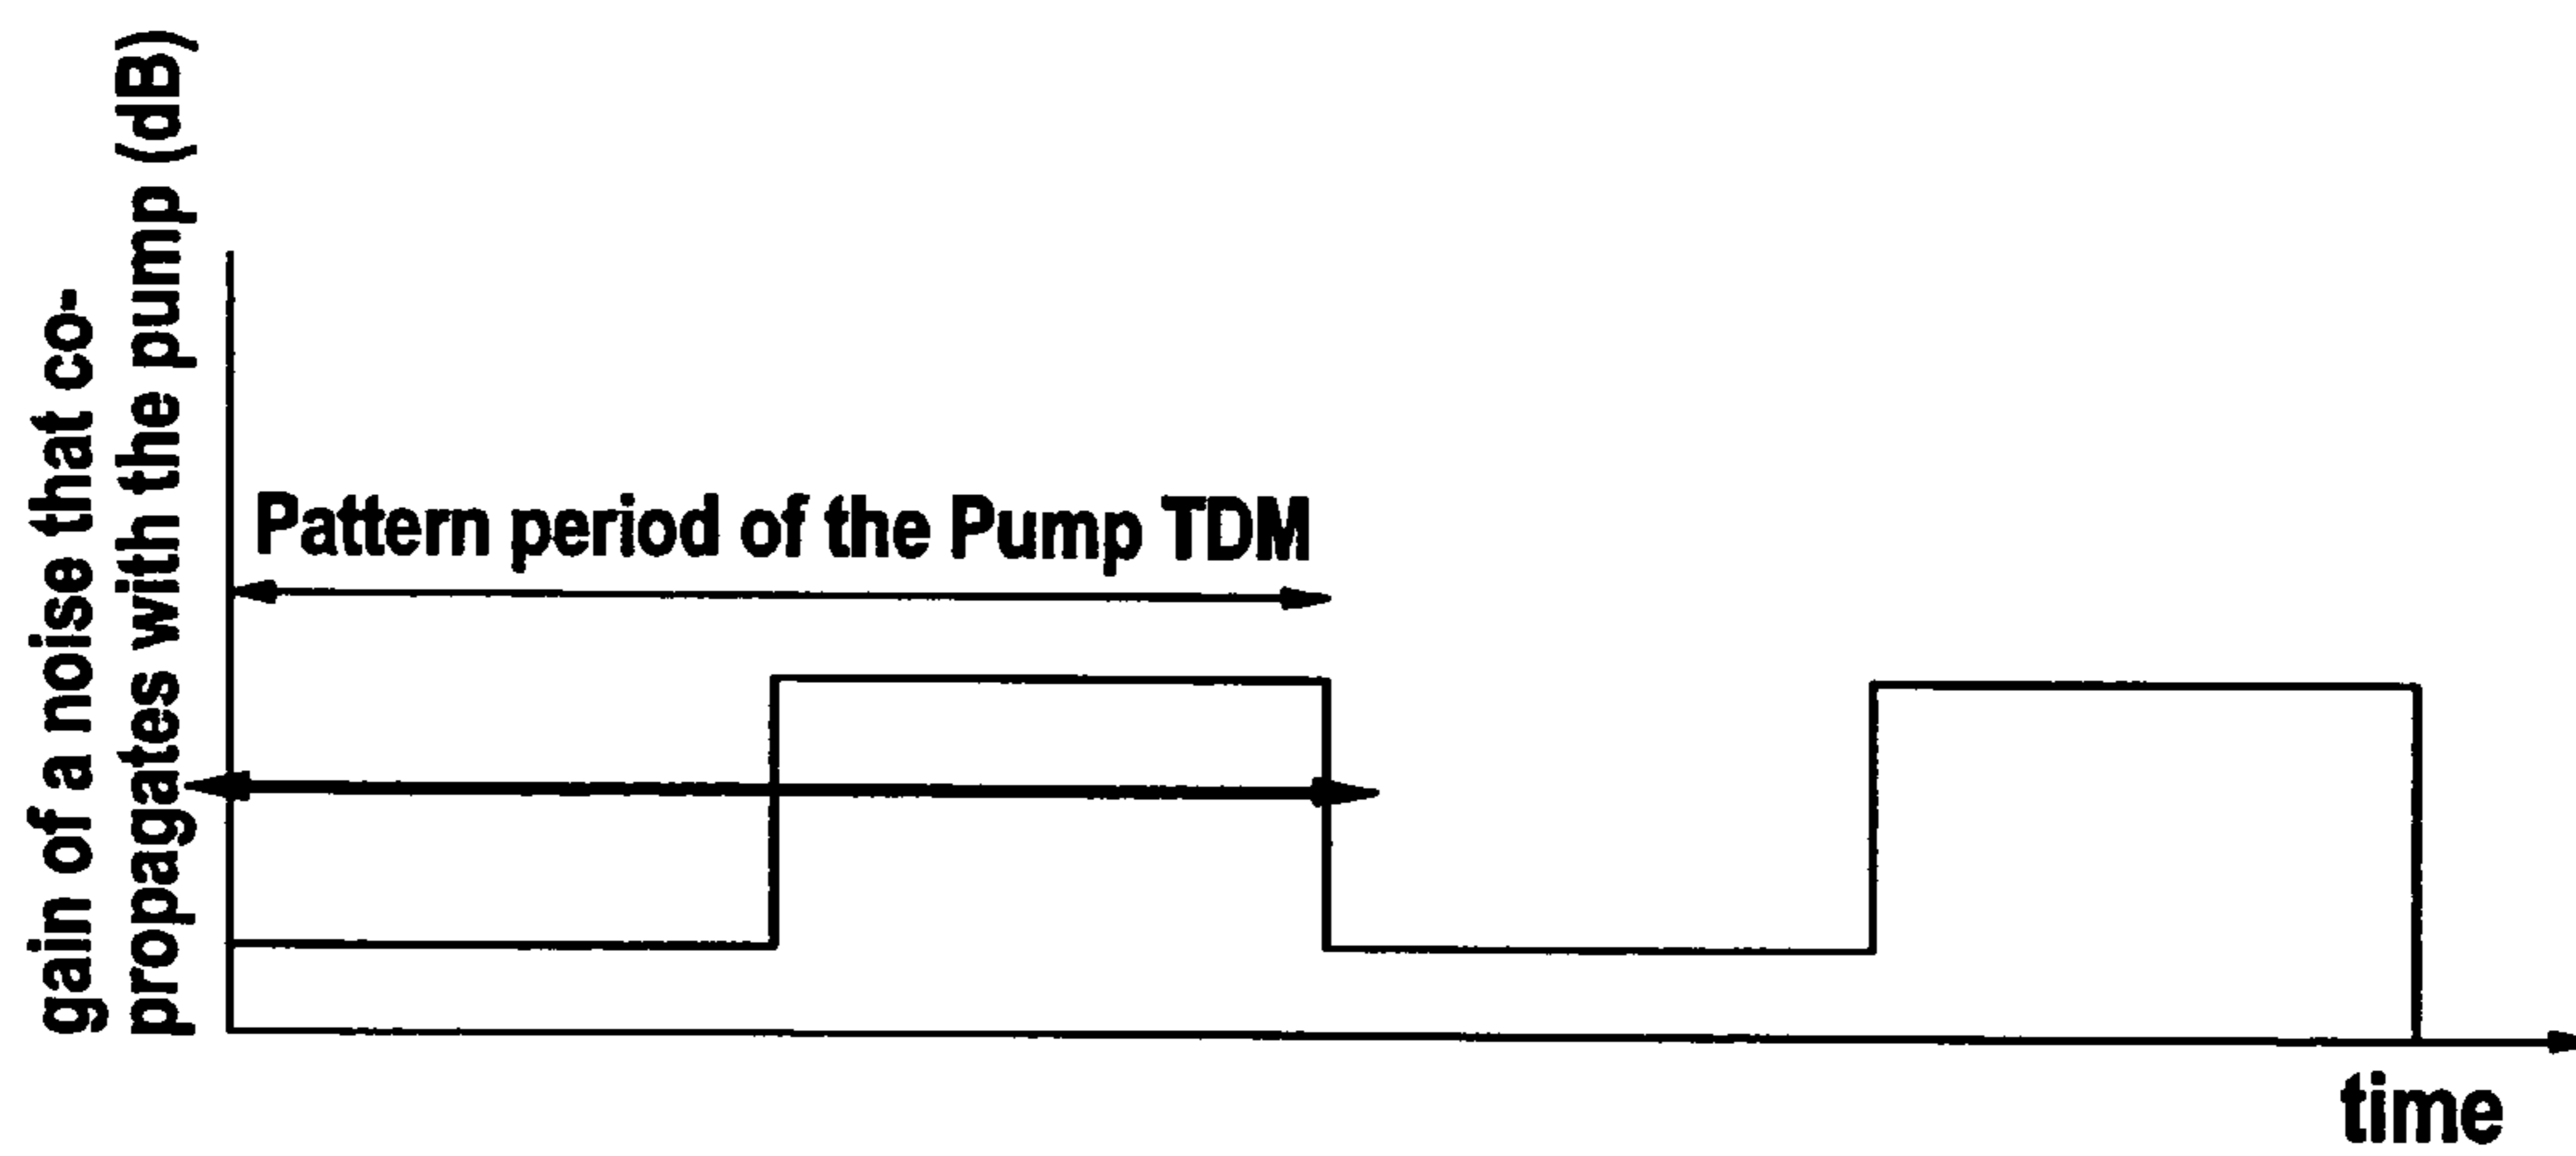 gain of a noise that co-
propagates with the pump (dB)
Pattern period of the Pump TDM
time